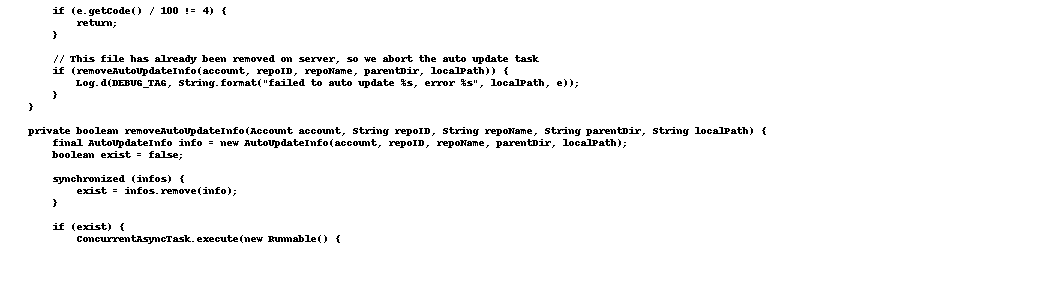 if (e.getCode() / 100 != 4) {
return;
}
// This file has already been removed on server, so we abort the auto update task
if (removeAutoUpdateInfo(account, repoID, repoName, parentDir, localPath)) {
Log.d(DEBUG_TAG, String.format("failed to auto update %s, error %s", localPath, e));
}
}
private boolean removeAutoUpdateInfo(Account account, String repoID, String repoName, String parentDir, String localPath) {
final AutoUpdateInfo info = new AutoUpdateInfo(account, repoID, repoName, parentDir, localPath);
boolean exist = false;
synchronized (infos) {
exist = infos.remove(info);
}
if (exist) {
ConcurrentAsyncTask.execute(new Runnable() {